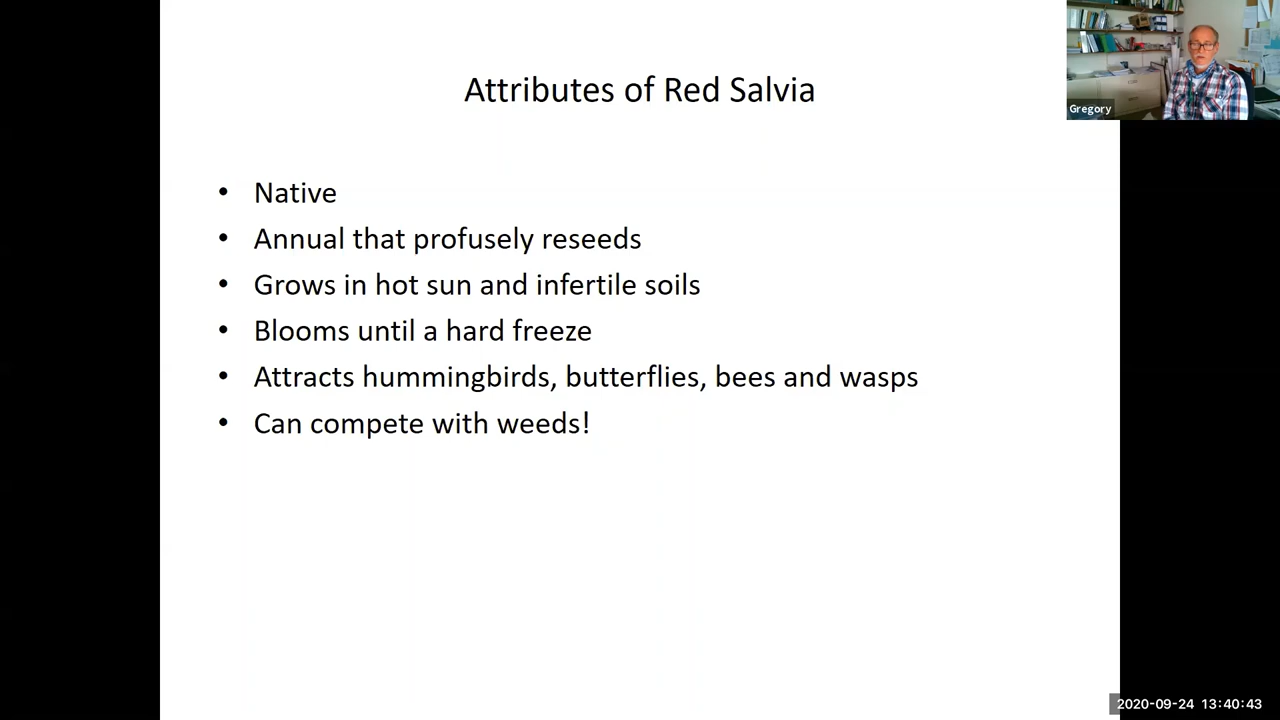 Attributes of Red Salvia
Gregory
• Native
• Annual that profusely reseeds
• Grows in hot sun and infertile soils
• Blooms until a hard freeze
• Attracts hummingbirds, butterflies, bees and wasps
• Can compete with weeds!
2020-09-24 13:40:43